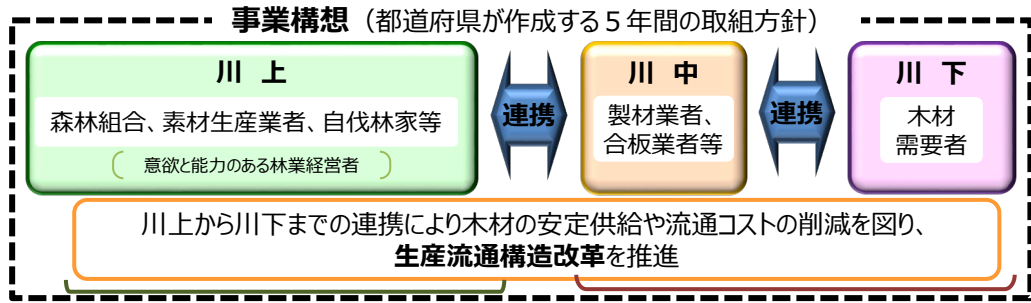 事業構想（都道府県が作成する５年間の取組方針）
川 上
森林組合、素材生産業者、自伐林家等
（ 意欲と能力のある林業経営者 ）
連携
川 中
製材業者、
合板業者等
連携
川 下
木材
需要者
川上から川下までの連携により木材の安定供給や流通コストの削減を図り、
生産流通構造改革を推進